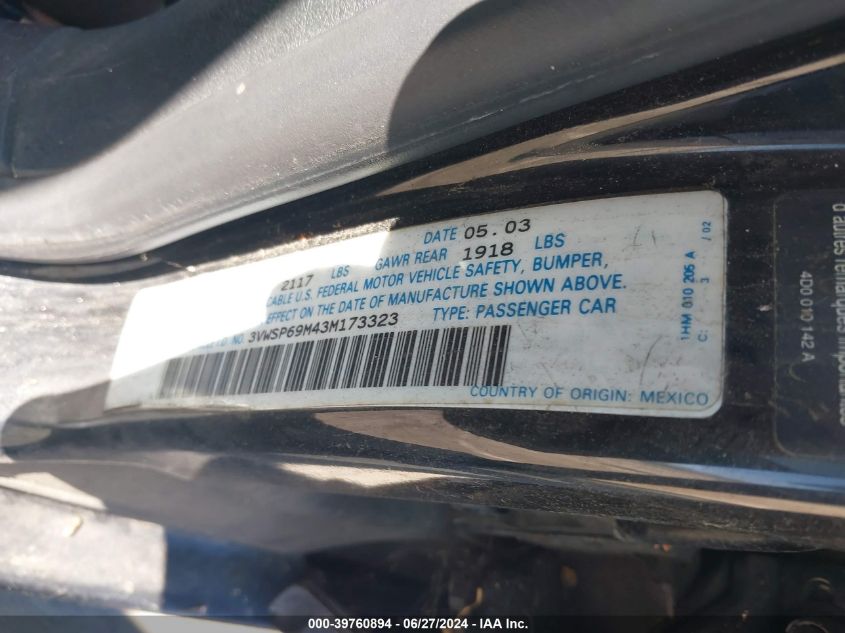 DATE 05.03
2117 LBS GAWR REAR 1918 LBS
CABLE U.S. FEDERAL MOTOR VEHICLE SAFETY, BUMPER,
EFFECT ON THE DATE OF MANUFACTURE SHOWN ABOVE.
NO. 3VWSP69M43M173323 TYPE: PASSENGER CAR
COUNTRY OF ORIGIN: MEXICO
1HM 010 205 A
C: 3 / 02
4D0 010 142 A
000-39760894 - 06/27/2024 - IAA Inc.